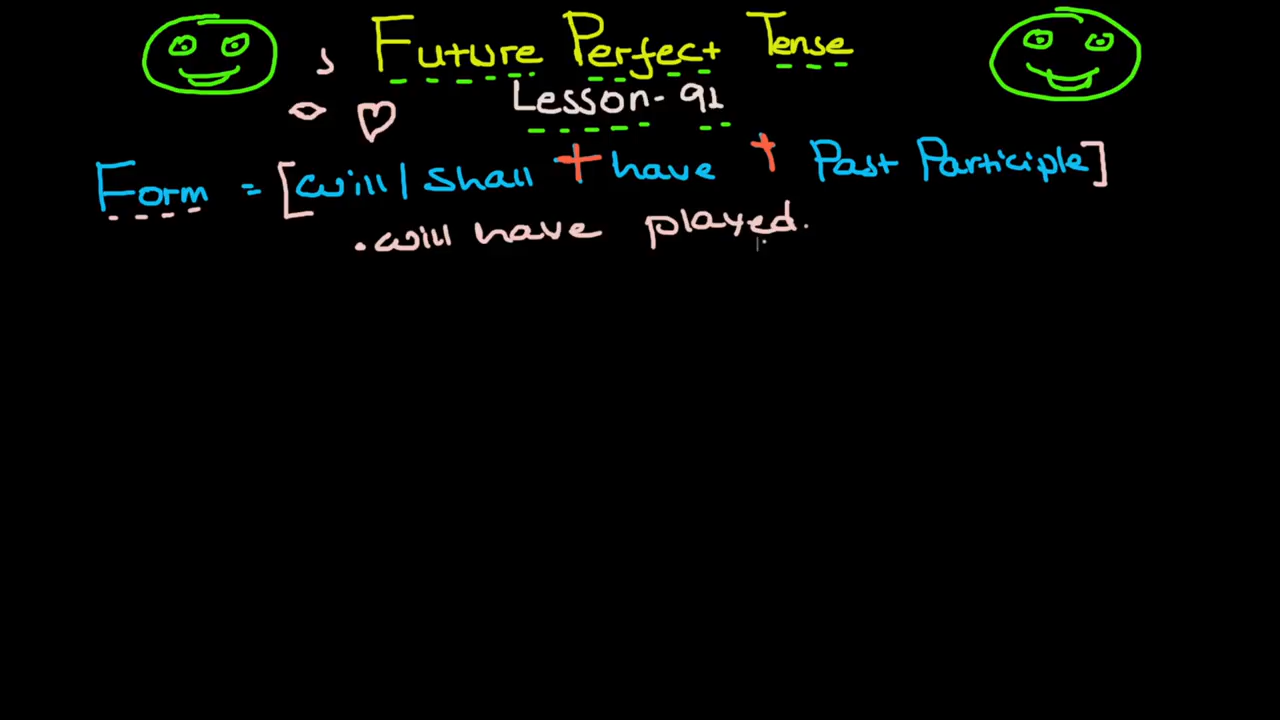 Future Perfect Tense
Lesson-91
Form = [will/shall + have + Past Participle]
.will have played.